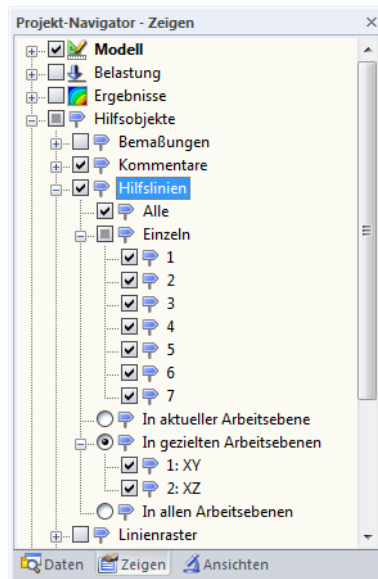 Projekt-Navigator - Zeigen
Modell
Belastung
Ergebnisse
Hilfsobjekte
Bemaßungen
Kommentare
Hilfslinien
Alle
Einzeln
1
2
3
4
5
6
7
In aktueller Arbeitsebene
In gezielten Arbeitsebenen
1: XY
2: XZ
In allen Arbeitsebenen
Linienraster
Daten Zeigen Ansichten